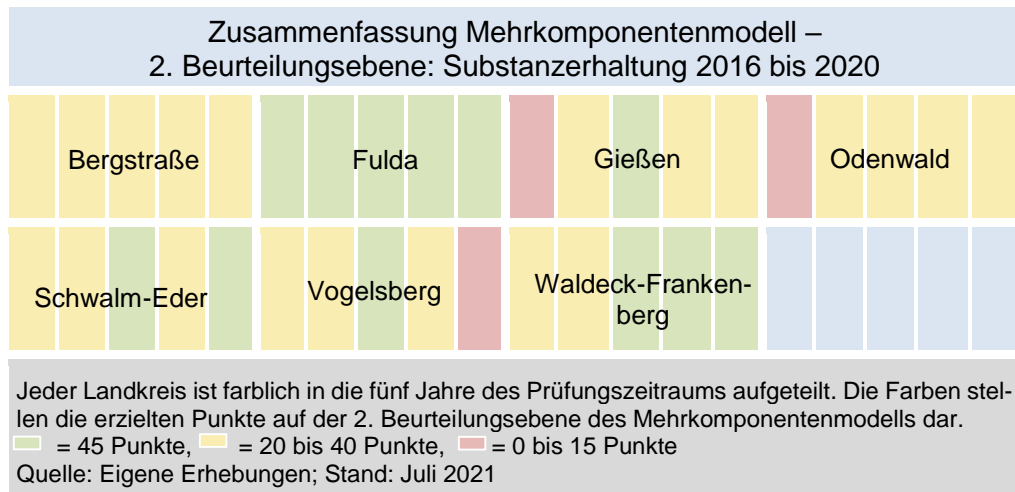 Zusammenfassung Mehrkomponentenmodell –
2. Beurteilungsebene: Substanzerhaltung 2016 bis 2020
Bergstraße
Fulda
Gießen
Odenwald
Schwalm-Eder
Vogelsberg
Waldeck-Franken-
berg
Jeder Landkreis ist farblich in die fünf Jahre des Prüfungszeitraums aufgeteilt. Die Farben stel-
len die erzielten Punkte auf der 2. Beurteilungsebene des Mehrkomponentenmodells dar.
= 45 Punkte, = 20 bis 40 Punkte, = 0 bis 15 Punkte
Quelle: Eigene Erhebungen; Stand: Juli 2021